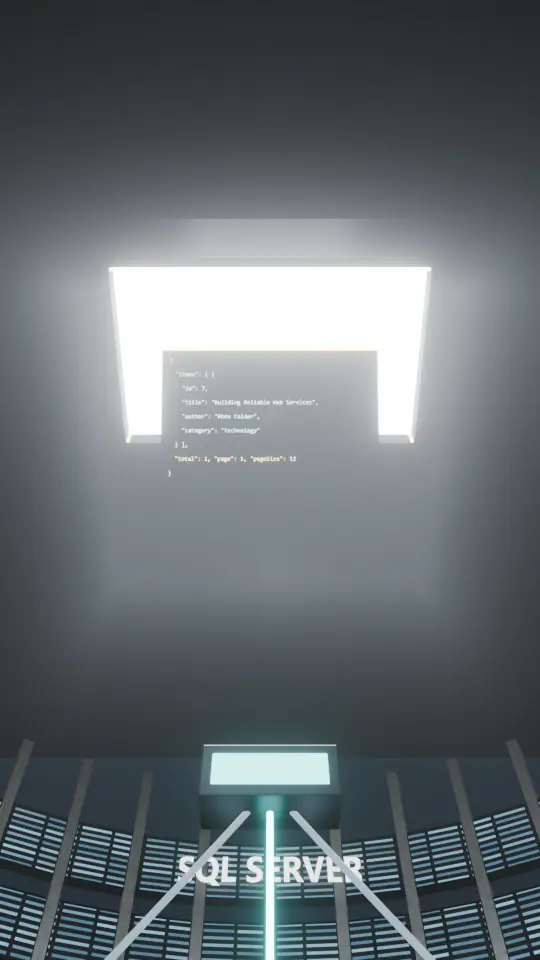 {
"items": [ {
"id": 7,
"title": "Building Reliable Web Services",
"author": "Rhea Calder",
"category": "Technology"
} ],
"total": 1, "page": 1, "pageSize": 12
}
SQL SERVER